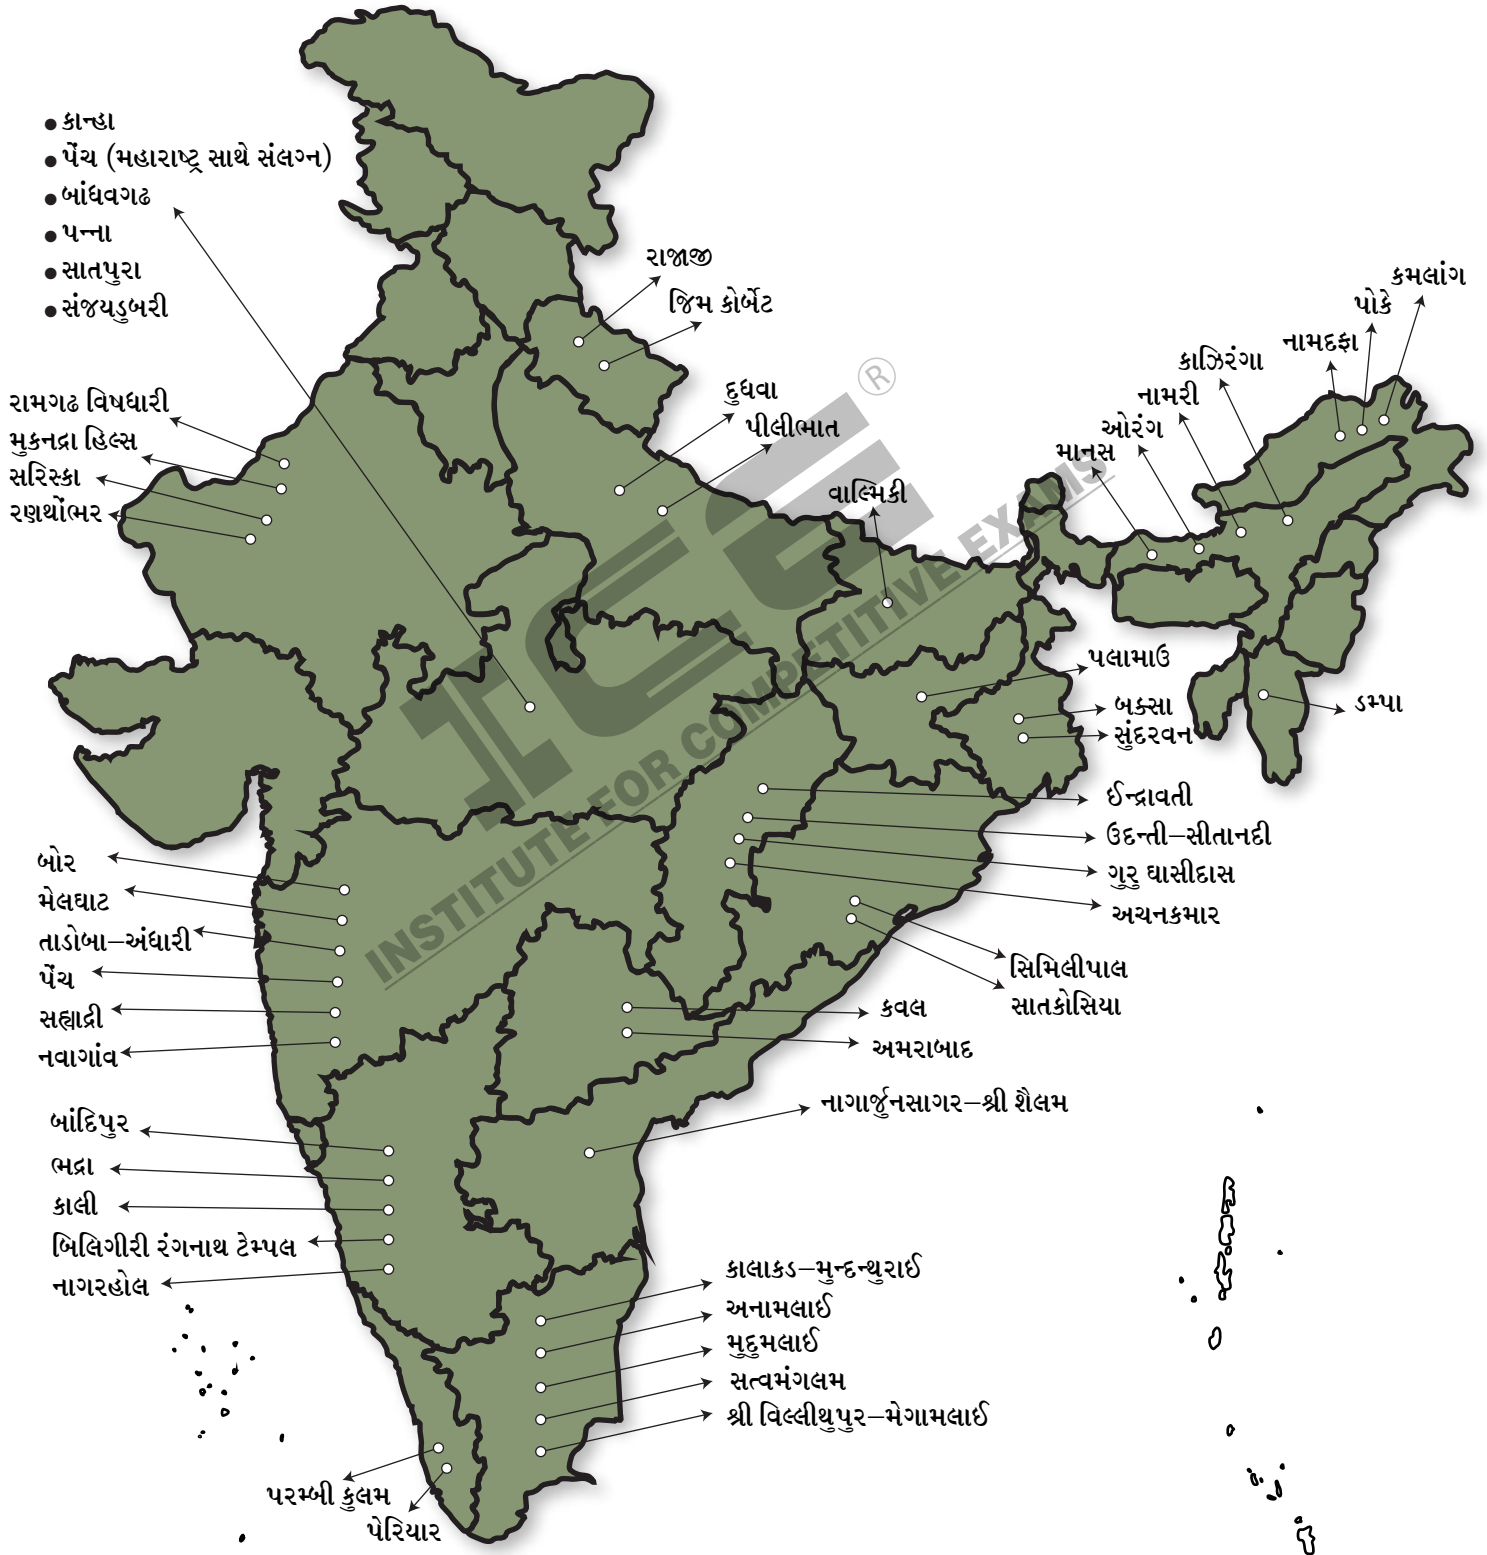 કાન્હા
પેંચ (મહારાષ્ટ્ર સાથે સંલગ્ન)
બાંધવગઢ
પન્ના
સાતપુરા
સંજયડુબરી
રાજાજી
જિમ કોર્બેટ
કમલાંગ
પોકે
નામદફા
કાઝિરંગા
નામરી
ઓરંગ
માનસ
દુધવા
પીલીભાત
વાલ્મિકી
રામગઢ વિષધારી
મુકનદ્રા હિલ્સ
સરિસ્કા
રણથોંભર
®
ICE
INSTITUTE FOR COMPETITIVE EXAMS
પલામાઉ
બક્સા
સુંદરવન
ડમ્પા
ઈન્દ્રાવતી
ઉદન્તી–સીતાનદી
ગુરુ ઘાસીદાસ
અચનકમાર
સિમિલીપાલ
સાતકોસિયા
બોર
મેલઘાટ
તાડોબા–અંધારી
પેંચ
સહ્યાદ્રી
નવાગાંવ
કવલ
અમરાબાદ
નાગાર્જુનસાગર–શ્રી શૈલમ
બાંદિપુર
ભદ્રા
કાલી
બિલિગીરી રંગનાથ ટેમ્પલ
નાગરહોલ
કાલાકડ–મુન્દન્થુરાઈ
અનામલાઈ
મુદુમલાઈ
સત્વમંગલમ
શ્રી વિલ્લીથુપુર–મેગામલાઈ
પરમ્બી કુલમ
પેરિયાર